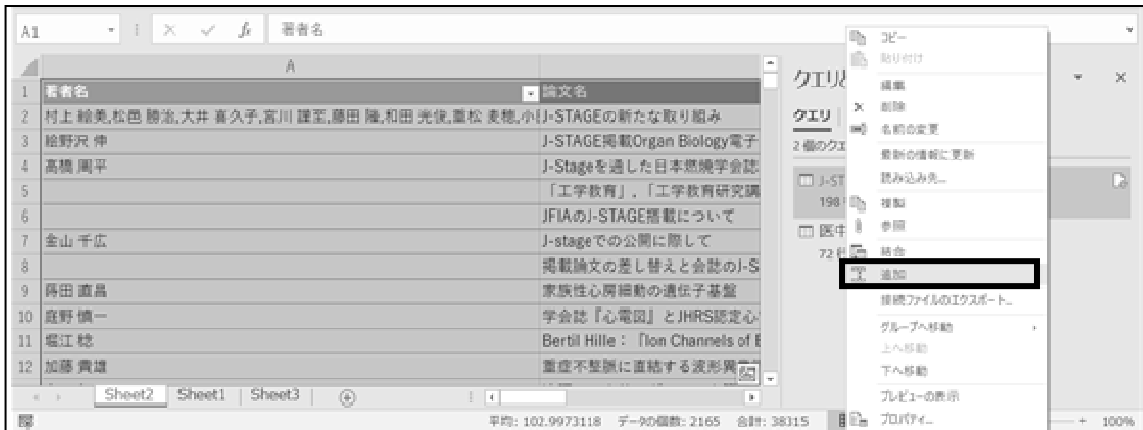 A1
fx
著者名
A
1 著者名 論文名
2 村上 絵美,松邑 勝治,大井 喜久子,宮川 謹至,藤田 隆,和田 光俊,重松 麦穂,小 J-STAGEの新たな取り組み
3 絵野沢 伸 J-STAGE掲載Organ Biology電子
4 高橋 周平 J-Stageを通した日本燃焼学会誌
5 「工学教育」,「工学教育研究講
6 JFIAのJ-STAGE搭載について
7 金山 千広 J-stageでの公開に際して
8 掲載論文の差し替えと会誌のJ-S
9 蒔田 直昌 家族性心房細動の遺伝子基盤
10 庭野 慎一 学会誌『心電図』とJHRS認定心
11 堀江 稔 Bertil Hille:「Ion Channels of E
12 加藤 貴雄 重症不整脈に直結する波形異
Sheet2 Sheet1 Sheet3
平均: 102.9973118 データの個数: 2165 合計: 38315
100%
クエリ
クエリ
2 個のクエ
J-ST
198
医中
72
コピー
貼り付け
編集
削除
名前の変更
最新の情報に更新
読み込み先...
複製
参照
結合
追加
接続ファイルのエクスポート...
グループへ移動
上へ移動
下へ移動
プレビューの表示
プロパティ...